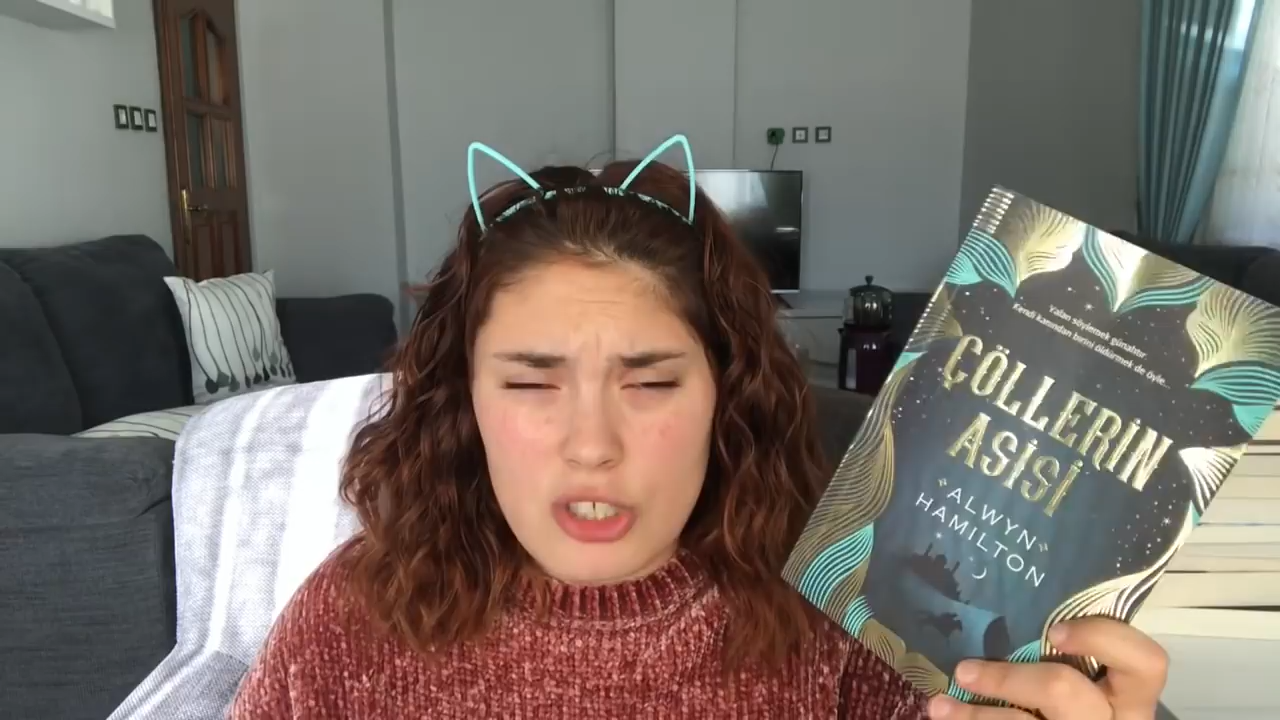 Yalan söylemek günahtır.
Kendi kanından birini öldürmek de öyle...
ÇÖLLERİN
ASİSİ
ALWYN
HAMILTON